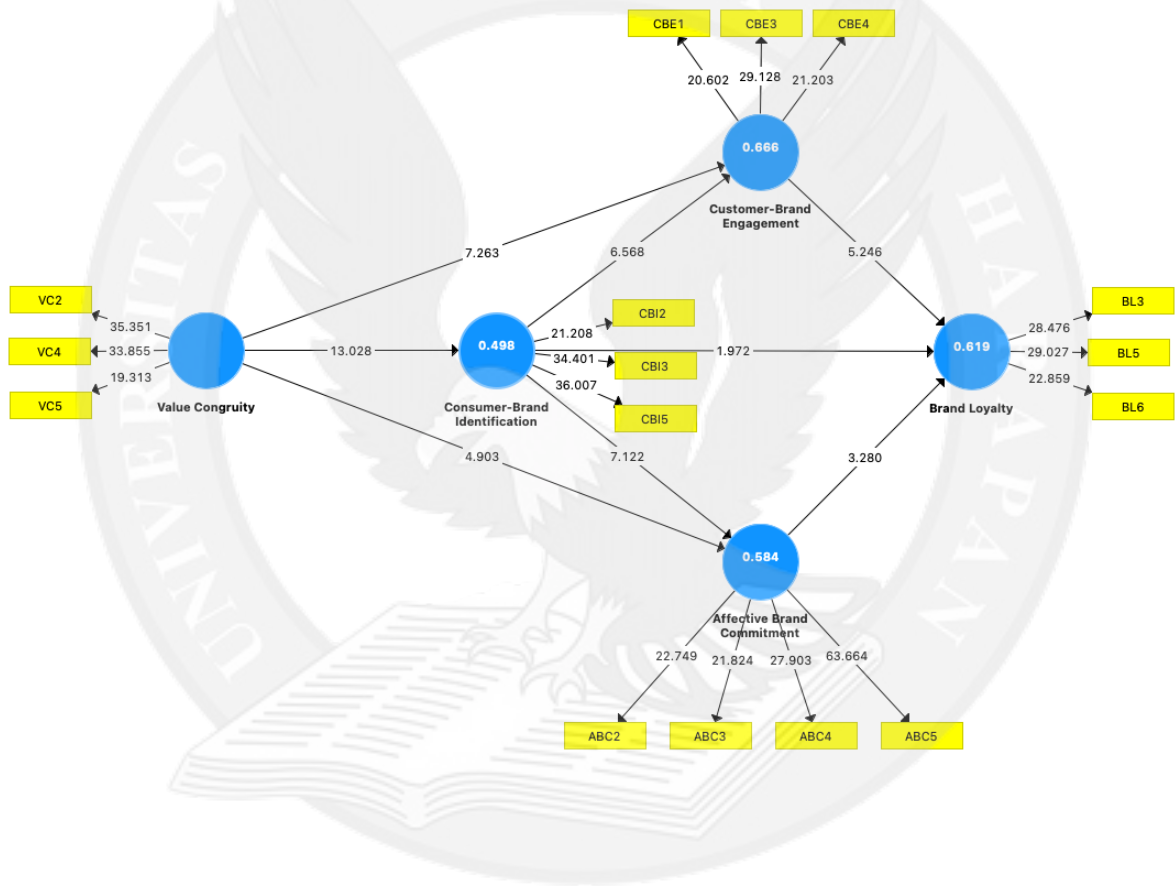 CBE1
CBE3
CBE4
20.602
29.128
21.203
0.666
Customer-Brand
Engagement
7.263
6.568
5.246
VC2
VC4
VC5
35.351
33.855
19.313
Value Congruity
13.028
0.498
Consumer-Brand
Identification
21.208
34.401
36.007
CBI2
CBI3
CBI5
1.972
0.619
Brand Loyalty
28.476
29.027
22.859
BL3
BL5
BL6
4.903
7.122
3.280
0.584
Affective Brand
Commitment
22.749
21.824
27.903
63.664
ABC2
ABC3
ABC4
ABC5
UNIVERSITAS
HARAPAN